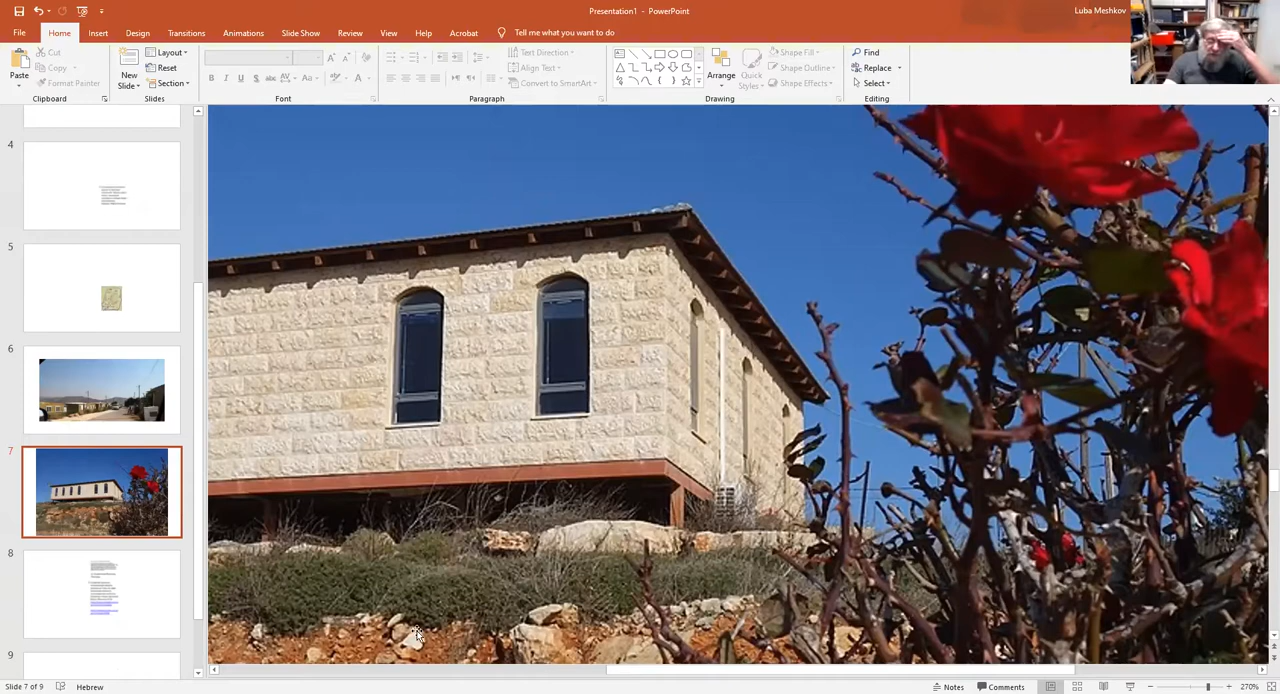 Presentation1 - PowerPoint
Luba Meshkov
File Home Insert Design Transitions Animations Slide Show Review View Help Acrobat Tell me what you want to do
Paste
Cut
Copy
Format Painter
Clipboard
New Slide
Layout
Reset
Section
Slides
B I U S abc AV Aa A
Font
Text Direction
Align Text
Convert to SmartArt
Paragraph
Arrange
Quick Styles
Shape Fill
Shape Outline
Shape Effects
Drawing
Find
Replace
Select
Editing
4
5
6
7
8
9
Slide 7 of 9 Hebrew Notes Comments 270%